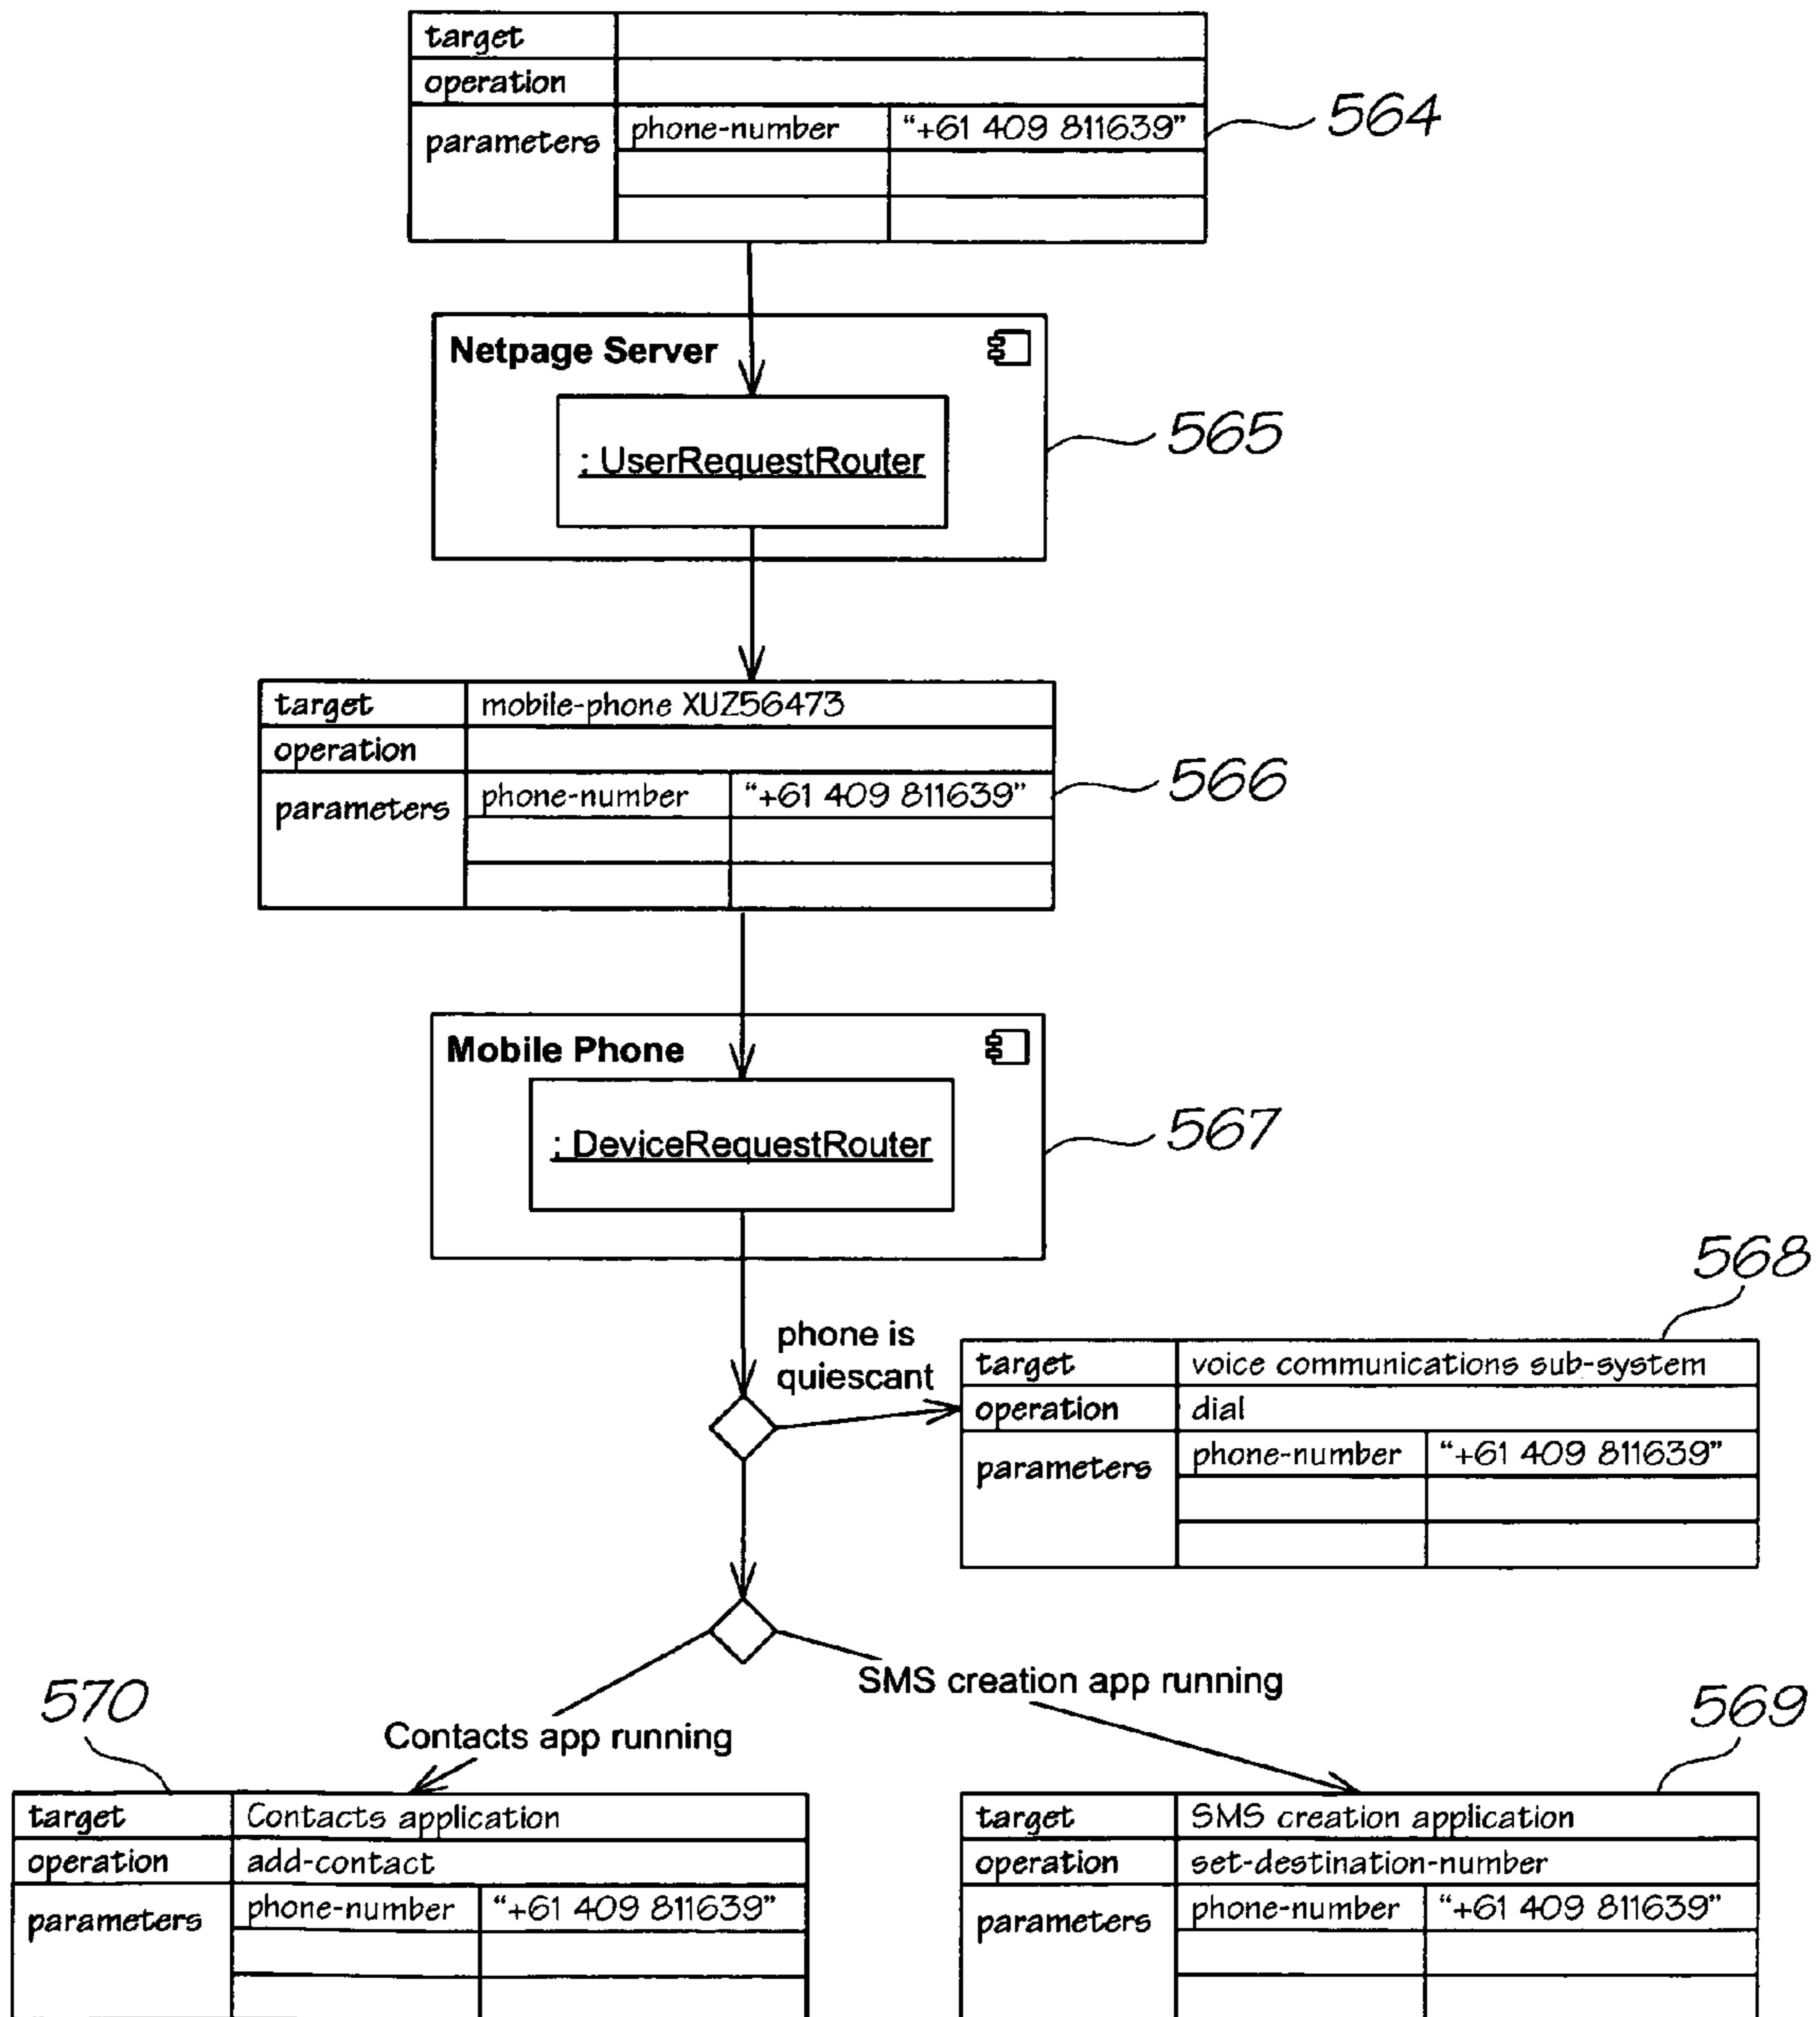 target
operation
parameters phone-number "+61 409 811639"
564
Netpage Server
: UserRequestRouter
565
target mobile-phone XUZ56473
operation
parameters phone-number "+61 409 811639"
566
Mobile Phone
: DeviceRequestRouter
567
phone is
quiescant
568
target voice communications sub-system
operation dial
parameters phone-number "+61 409 811639"
SMS creation app running
Contacts app running
570
target Contacts application
operation add-contact
parameters phone-number "+61 409 811639"
569
target SMS creation application
operation set-destination-number
parameters phone-number "+61 409 811639"